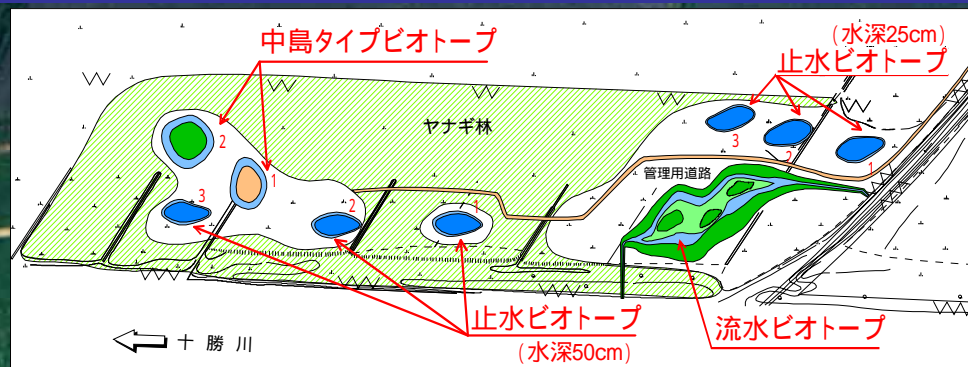 中島タイプビオトープ
(水深25cm)
止水ビオトープ
ヤナギ林
管理用道路
2
1
3
2
1
3
2
1
止水ビオトープ
(水深50cm)
流水ビオトープ
十勝川